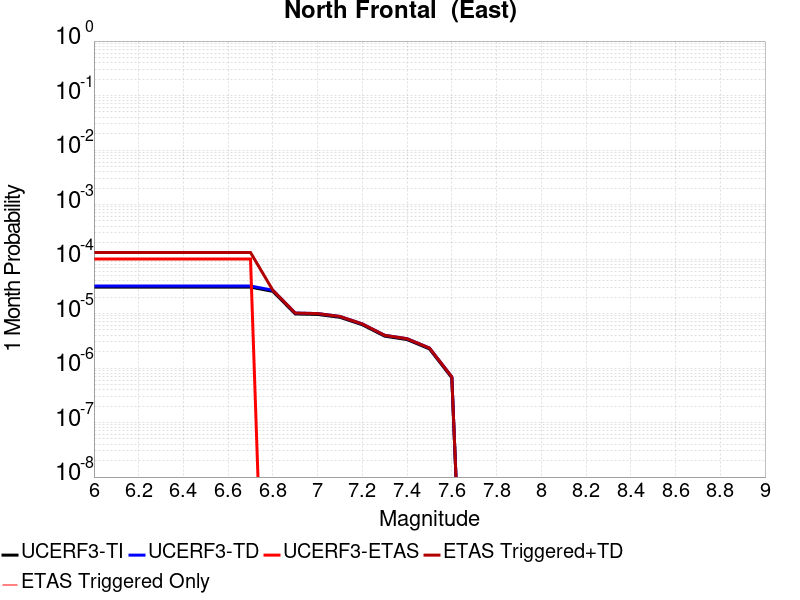 North Frontal (East)
1 Month Probability
10^0
10^-1
10^-2
10^-3
10^-4
10^-5
10^-6
10^-7
10^-8
6 6.2 6.4 6.6 6.8 7 7.2 7.4 7.6 7.8 8 8.2 8.4 8.6 8.8 9
Magnitude
UCERF3-TI UCERF3-TD UCERF3-ETAS ETAS Triggered+TD
ETAS Triggered Only